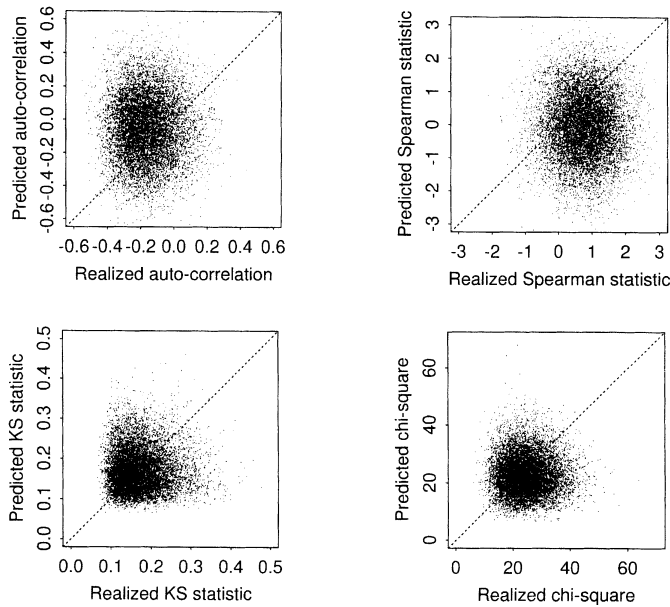 Predicted auto-correlation
-0.6 -0.4 -0.2 0.0 0.2 0.4 0.6
-0.6 -0.4 -0.2 0.0 0.2 0.4 0.6
Realized auto-correlation
Predicted Spearman statistic
-3 -2 -1 0 1 2 3
-3 -2 -1 0 1 2 3
Realized Spearman statistic
Predicted KS statistic
0.0 0.1 0.2 0.3 0.4 0.5
0.0 0.1 0.2 0.3 0.4 0.5
Realized KS statistic
Predicted chi-square
0 20 40 60
0 20 40 60
Realized chi-square